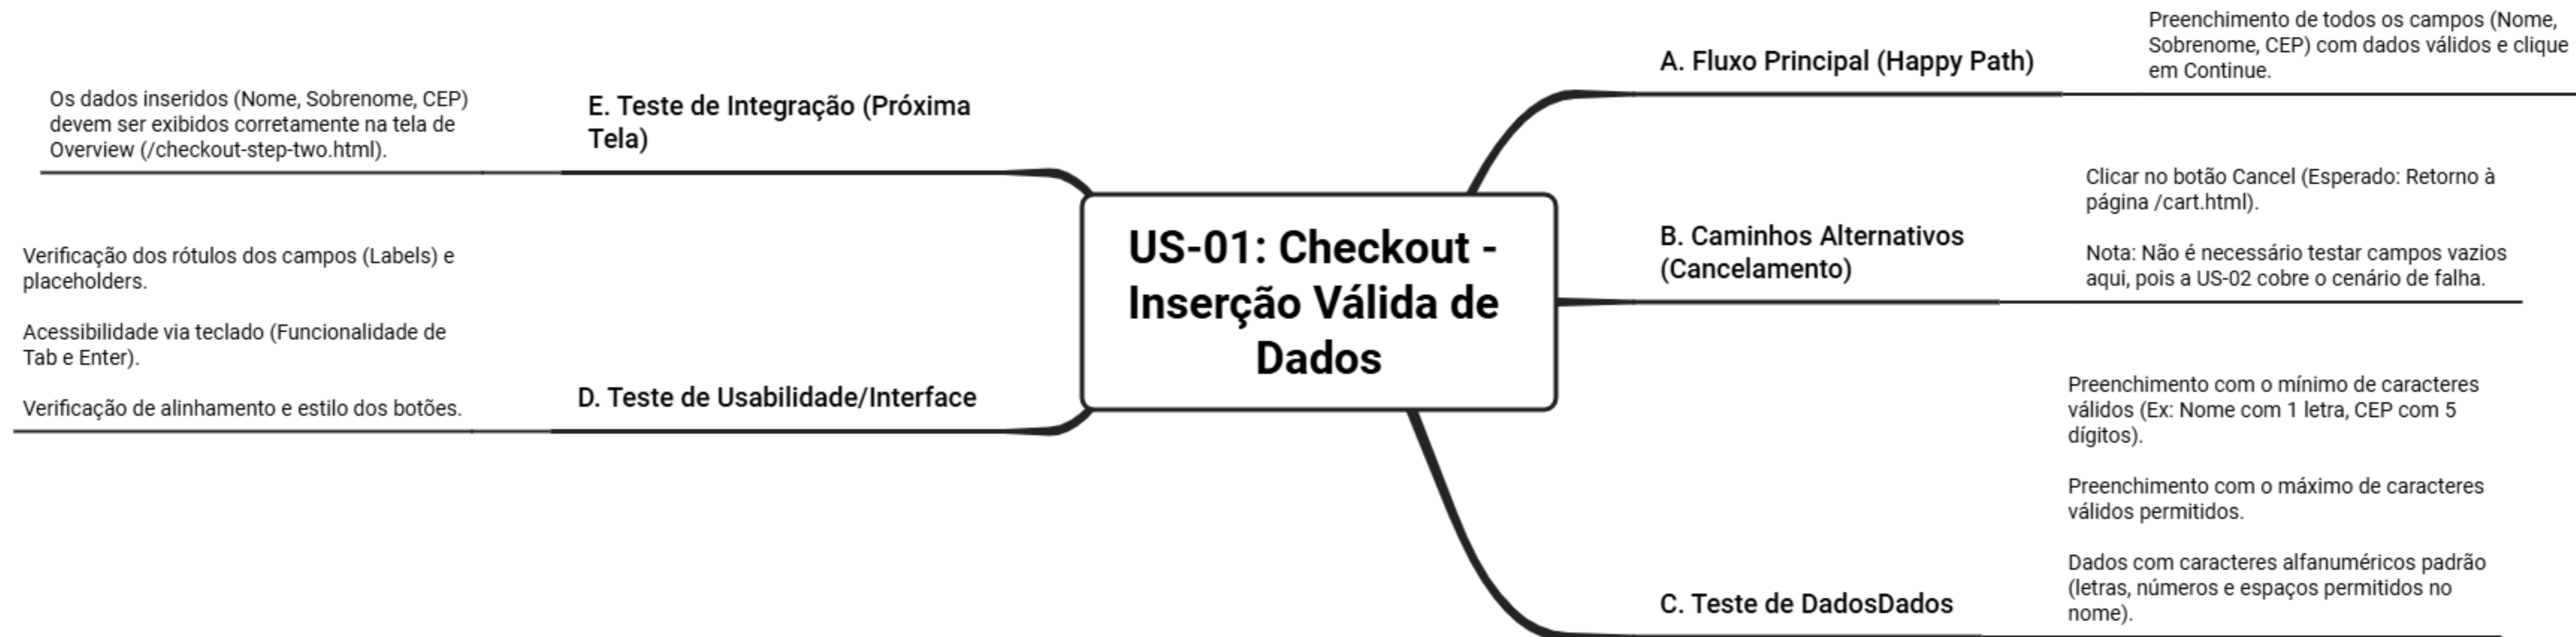 US-01: Checkout -
Inserção Válida de
Dados
A. Fluxo Principal (Happy Path)
Preenchimento de todos os campos (Nome,
Sobrenome, CEP) com dados válidos e clique
em Continue.
B. Caminhos Alternativos
(Cancelamento)
Clicar no botão Cancel (Esperado: Retorno à
página /cart.html).
Nota: Não é necessário testar campos vazios
aqui, pois a US-02 cobre o cenário de falha.
C. Teste de DadosDados
Preenchimento com o mínimo de caracteres
válidos (Ex: Nome com 1 letra, CEP com 5
dígitos).
Preenchimento com o máximo de caracteres
válidos permitidos.
Dados com caracteres alfanuméricos padrão
(letras, números e espaços permitidos no
nome).
D. Teste de Usabilidade/Interface
Verificação dos rótulos dos campos (Labels) e
placeholders.
Acessibilidade via teclado (Funcionalidade de
Tab e Enter).
Verificação de alinhamento e estilo dos botões.
E. Teste de Integração (Próxima
Tela)
Os dados inseridos (Nome, Sobrenome, CEP)
devem ser exibidos corretamente na tela de
Overview (/checkout-step-two.html).